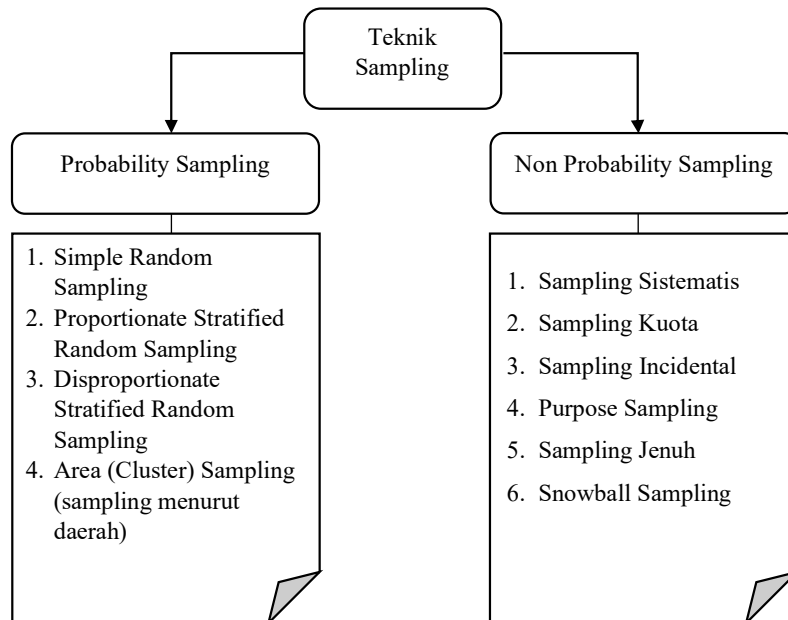 Teknik
Sampling
Probability Sampling
1. Simple Random
Sampling
2. Proportionate Stratified
Random Sampling
3. Disproportionate
Stratified Random
Sampling
4. Area (Cluster) Sampling
(sampling menurut
daerah)
Non Probability Sampling
1. Sampling Sistematis
2. Sampling Kuota
3. Sampling Incidental
4. Purpose Sampling
5. Sampling Jenuh
6. Snowball Sampling